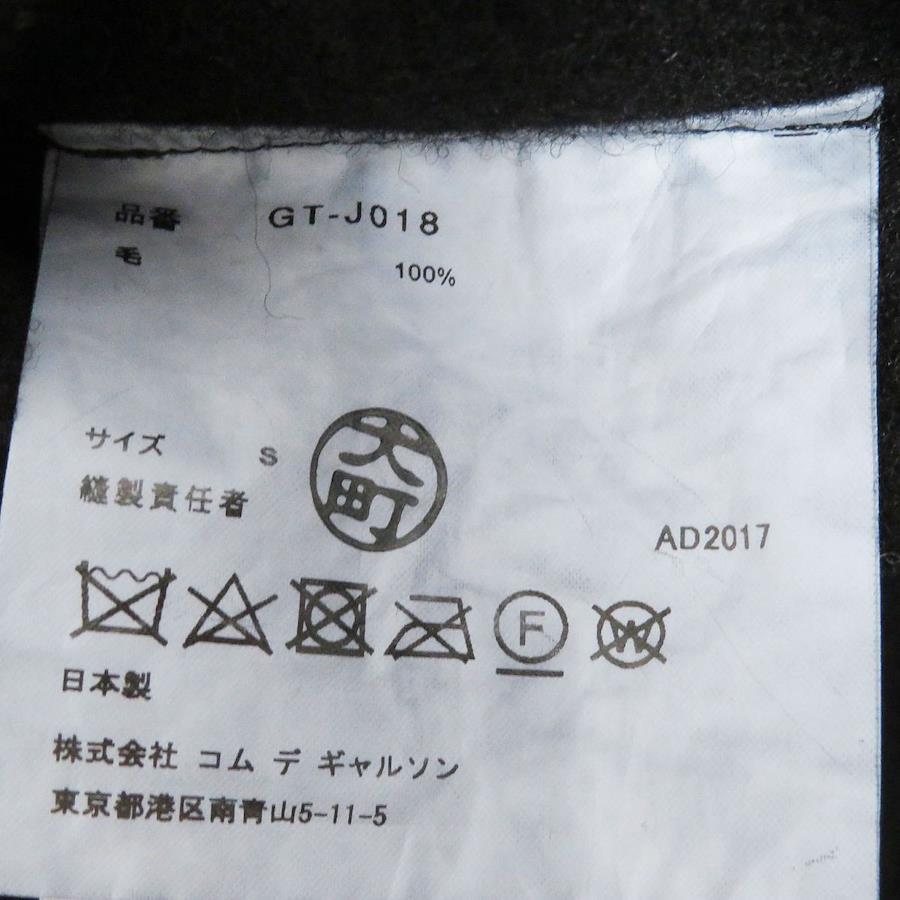 品番 GT-J018
毛 100%
サイズ S
縫製責任者 大町
AD2017
F W
日本製
株式会社 コム デ ギャルソン
東京都港区南青山5-11-5